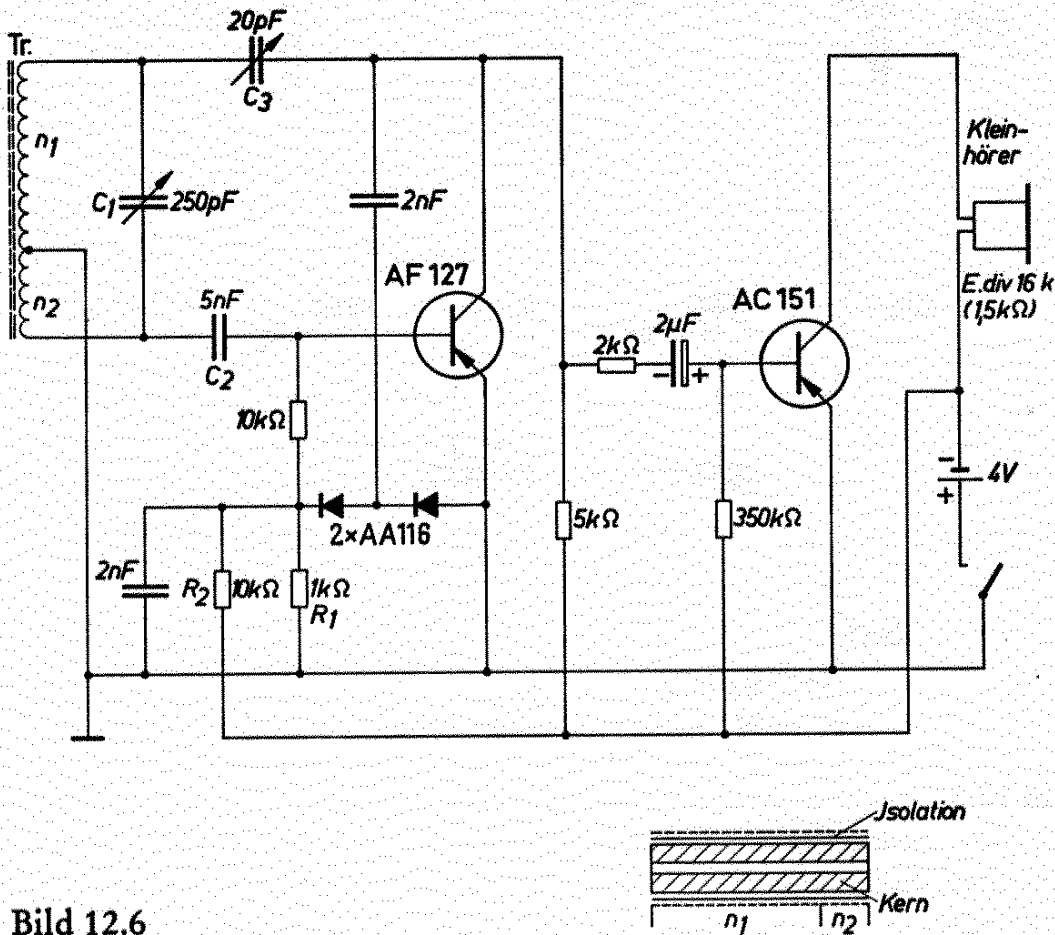 20pF
Tr.
C3
n1
Klein-
hörer
C1
250pF
2nF
AF 127
n2
5nF
E.div 16 k
(1,5kΩ)
AC 151
2µF
2kΩ
- +
C2
10kΩ
-
4V
+
2×AA116
5kΩ
350kΩ
2nF
R2
10kΩ
1kΩ
R1
Jsolation
Kern
n1
n2
Bild 12.6